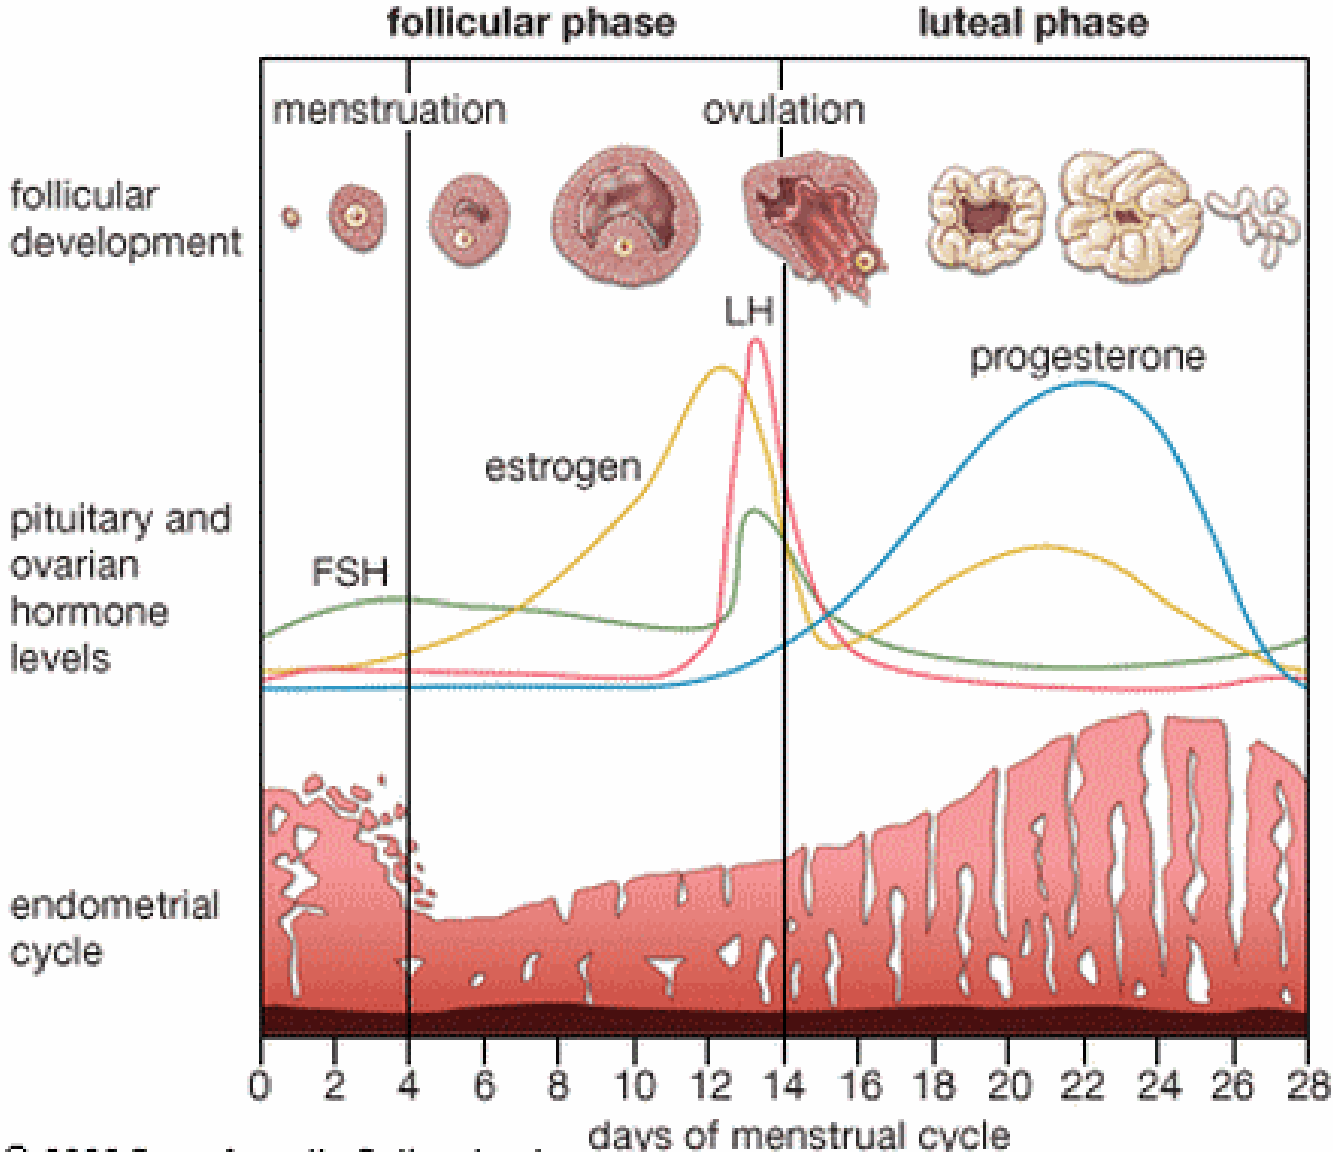 follicular phase
luteal phase
menstruation
ovulation
follicular
development
LH
progesterone
estrogen
pituitary and
ovarian
hormone
levels
FSH
endometrial
cycle
0 2 4 6 8 10 12 14 16 18 20 22 24 26 28
days of menstrual cycle